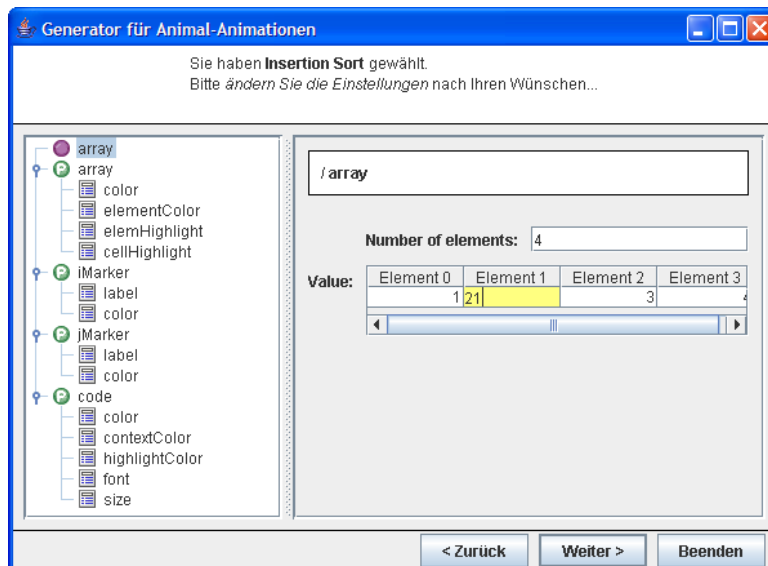 Generator für Animal-Animationen
Sie haben Insertion Sort gewählt.
Bitte ändern Sie die Einstellungen nach Ihren Wünschen...
array
array
color
elementColor
elemHighlight
cellHighlight
iMarker
label
color
jMarker
label
color
code
color
contextColor
highlightColor
font
size
/ array
Number of elements: 4
Value:
Element 0 Element 1 Element 2 Element 3
1 21 3
< Zurück Weiter > Beenden